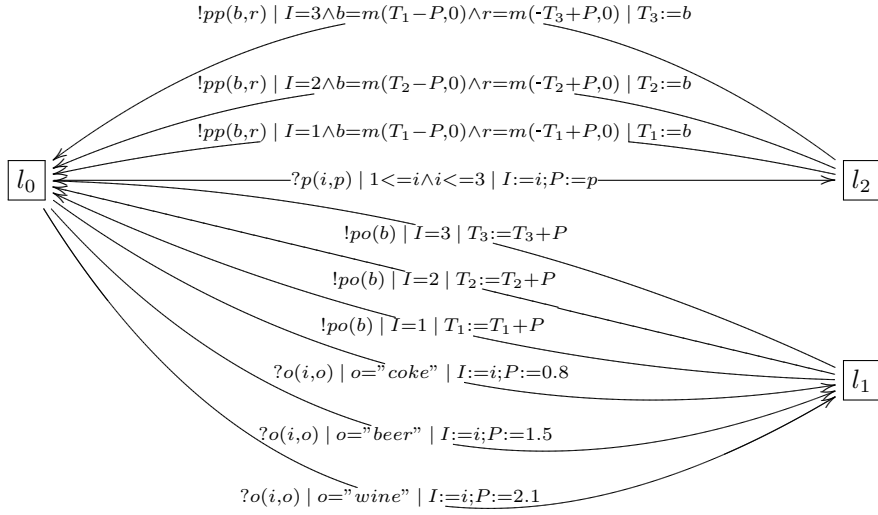 !pp(b,r) | I=3∧b=m(T₁−P,0)∧r=m(-T₃+P,0) | T₃:=b
!pp(b,r) | I=2∧b=m(T₂−P,0)∧r=m(-T₂+P,0) | T₂:=b
!pp(b,r) | I=1∧b=m(T₁−P,0)∧r=m(-T₁+P,0) | T₁:=b
l₀
?p(i,p) | 1<=i∧i<=3 | I:=i;P:=p
l₂
!po(b) | I=3 | T₃:=T₃+P
!po(b) | I=2 | T₂:=T₂+P
!po(b) | I=1 | T₁:=T₁+P
?o(i,o) | o="coke" | I:=i;P:=0.8
l₁
?o(i,o) | o="beer" | I:=i;P:=1.5
?o(i,o) | o="wine" | I:=i;P:=2.1